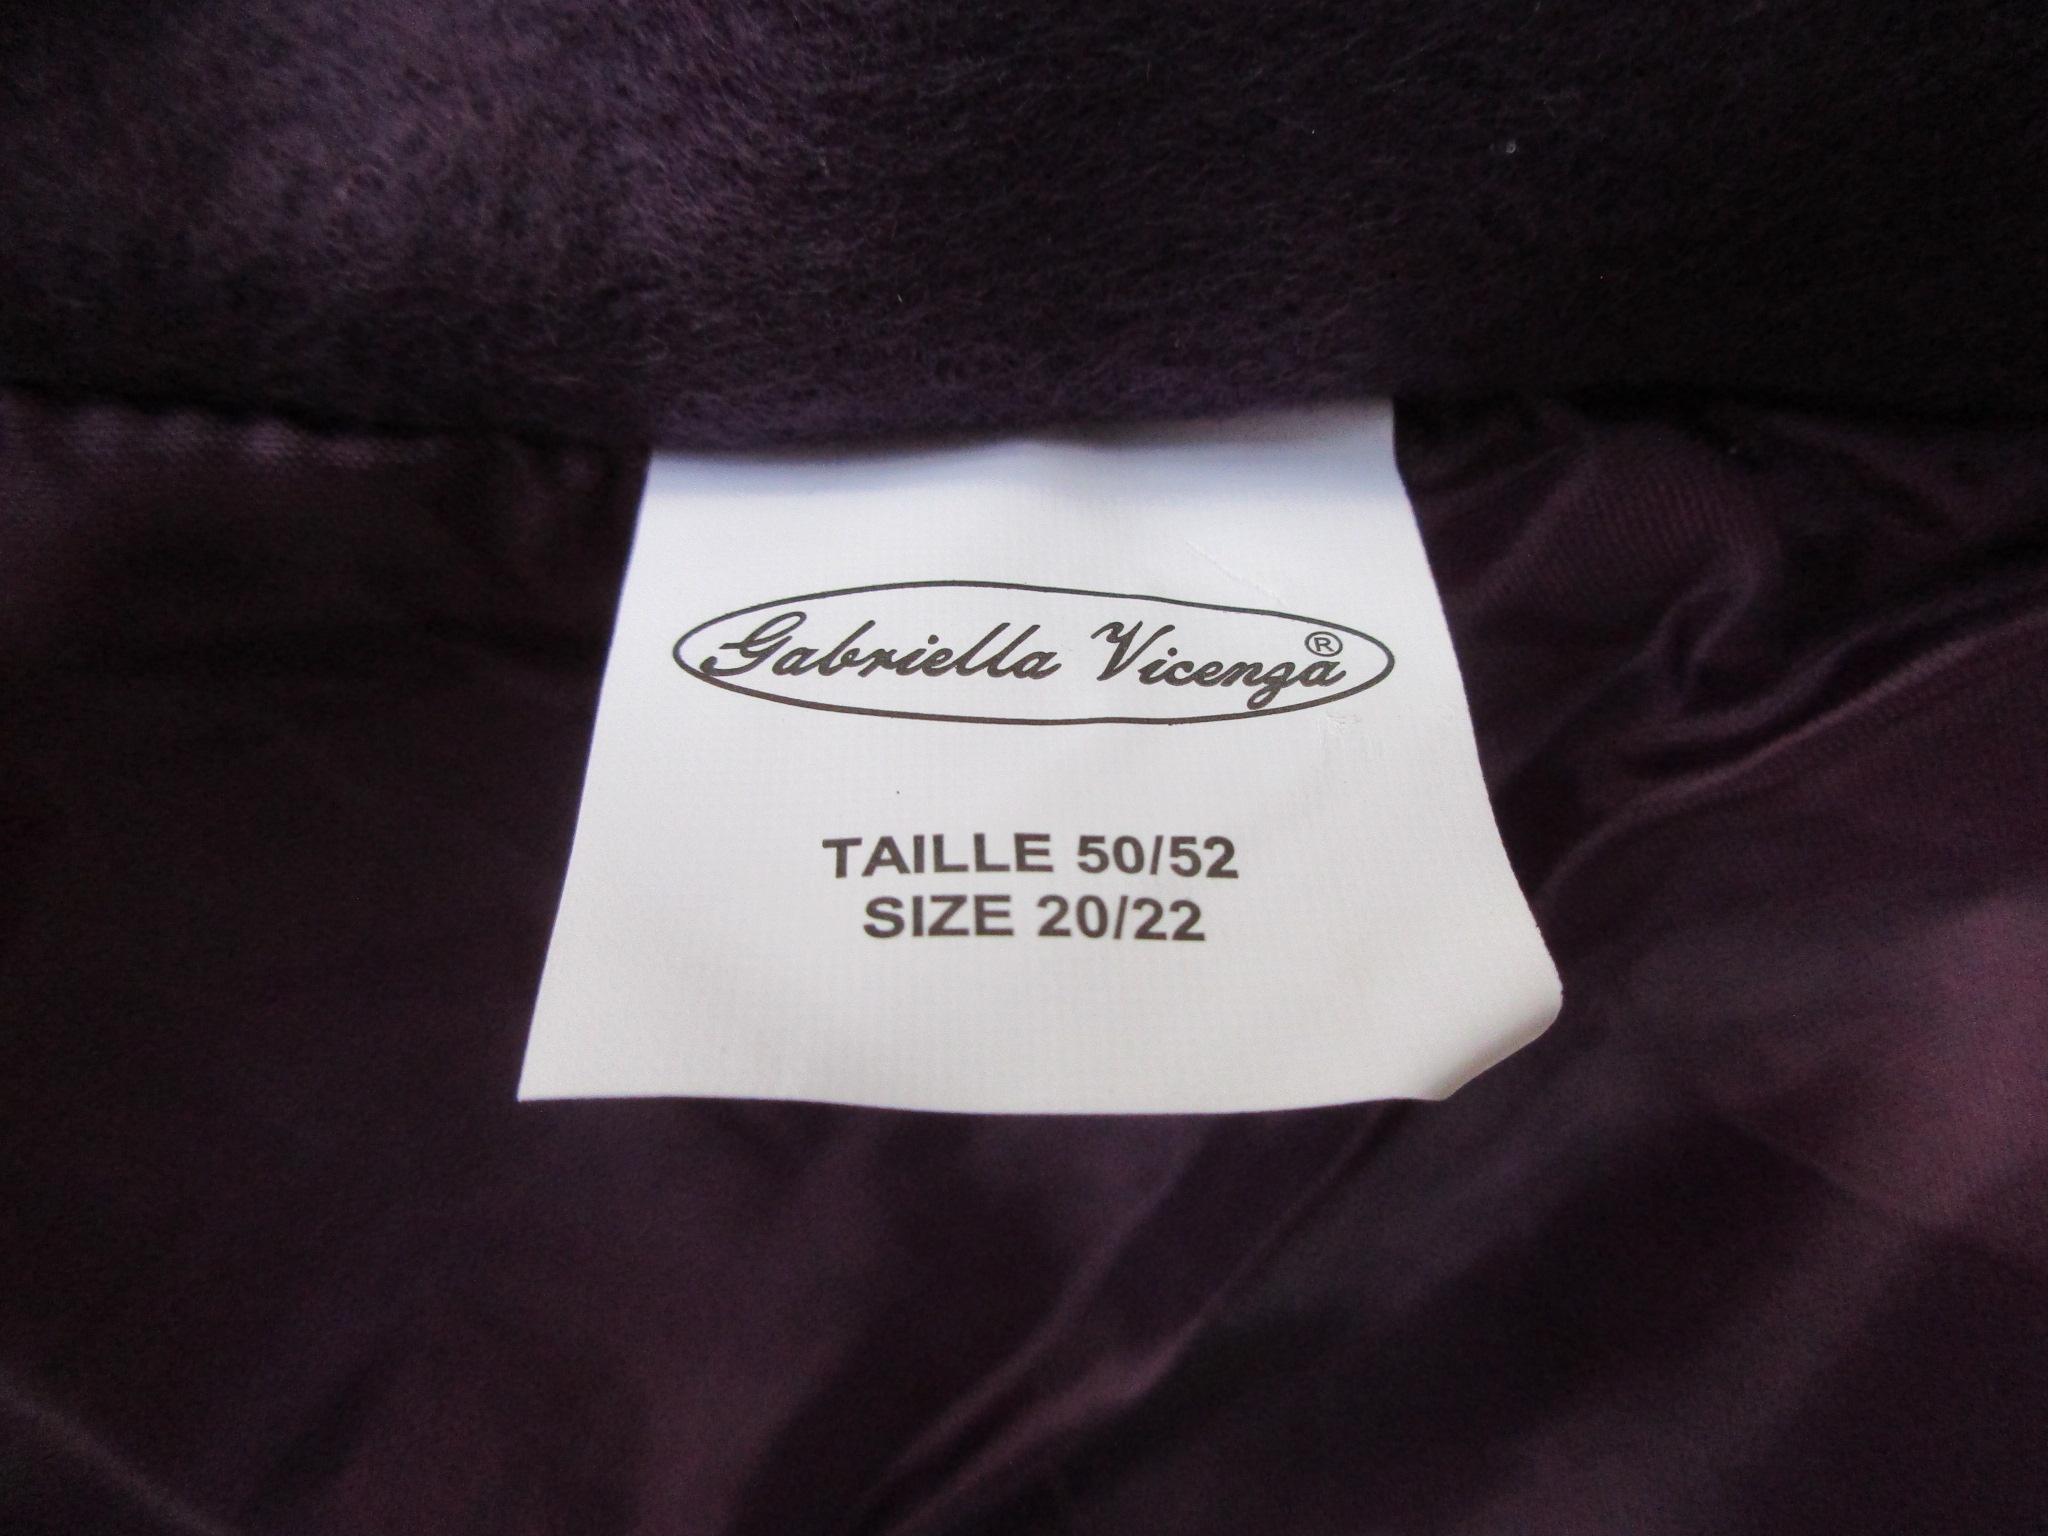 Gabriella Vicenza ®
TAILLE 50/52
SIZE 20/22